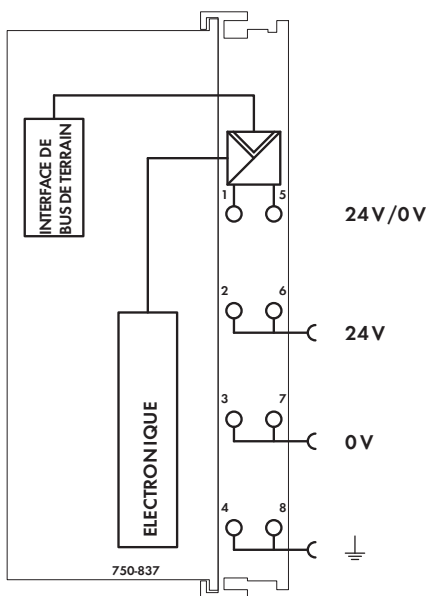 INTERFACE DE
BUS DE TERRAIN
1
5
24V/0V
2
6
24V
3
7
0V
ELECTRONIQUE
4
8
750-837